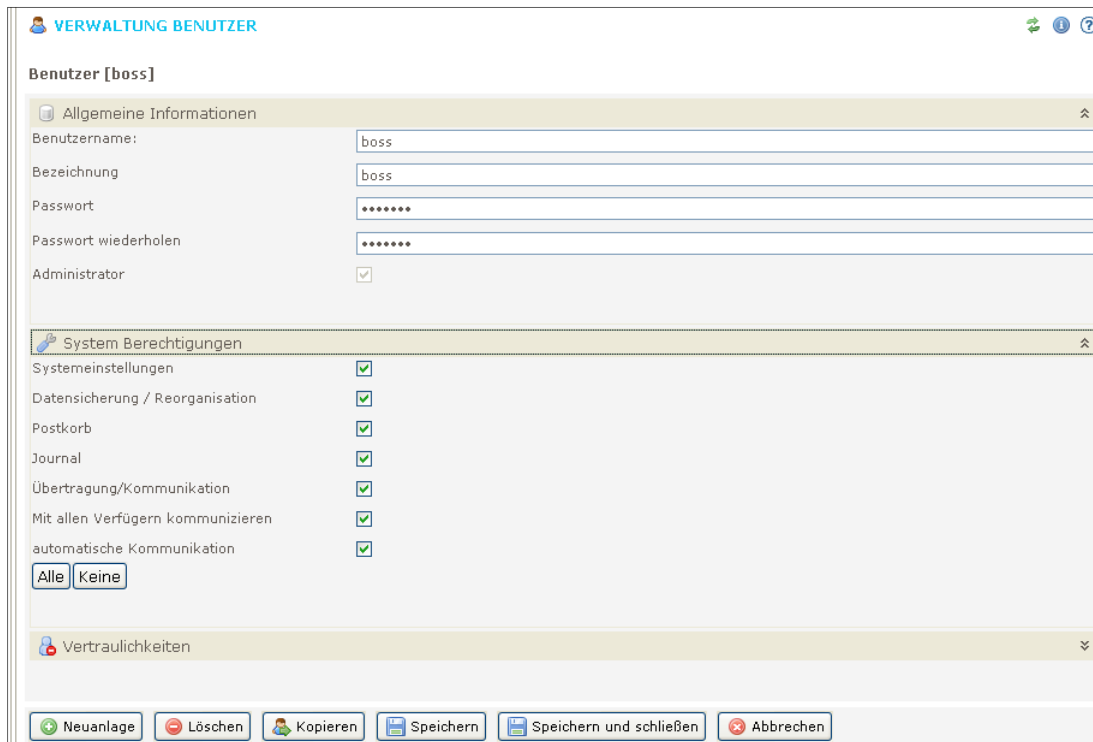 VERWALTUNG BENUTZER
Benutzer [boss]
Allgemeine Informationen
Benutzername: boss
Bezeichnung boss
Passwort •••••••
Passwort wiederholen •••••••
Administrator
System Berechtigungen
Systemeinstellungen
Datensicherung / Reorganisation
Postkorb
Journal
Übertragung/Kommunikation
Mit allen Verfügern kommunizieren
automatische Kommunikation
Alle Keine
Vertraulichkeiten
Neuanlage Löschen Kopieren Speichern Speichern und schließen Abbrechen